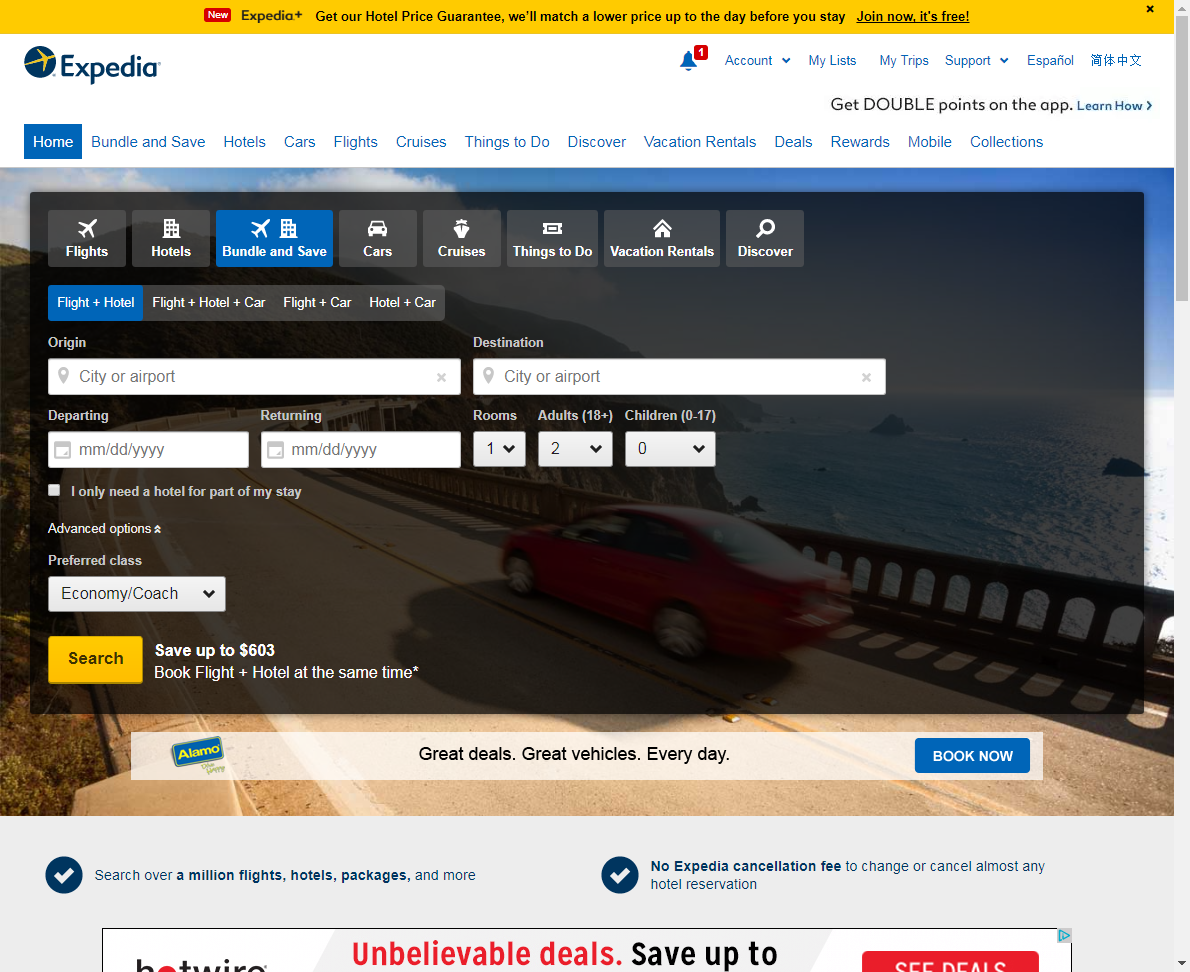 New Expedia+ Get our Hotel Price Guarantee, we'll match a lower price up to the day before you stay Join now, it's free!
Expedia
1 Account My Lists My Trips Support Español 简体中文
Get DOUBLE points on the app. Learn How
Home Bundle and Save Hotels Cars Flights Cruises Things to Do Discover Vacation Rentals Deals Rewards Mobile Collections
Flights Hotels Bundle and Save Cars Cruises Things to Do Vacation Rentals Discover
Flight + Hotel Flight + Hotel + Car Flight + Car Hotel + Car
Origin Destination
City or airport City or airport
Departing Returning Rooms Adults (18+) Children (0-17)
mm/dd/yyyy mm/dd/yyyy 1 2 0
I only need a hotel for part of my stay
Advanced options
Preferred class
Economy/Coach
Search
Save up to $603
Book Flight + Hotel at the same time*
Alamo Great deals. Great vehicles. Every day. BOOK NOW
Search over a million flights, hotels, packages, and more
No Expedia cancellation fee to change or cancel almost any
hotel reservation
Unbelievable deals. Save up to
hotwire SEE DEALS